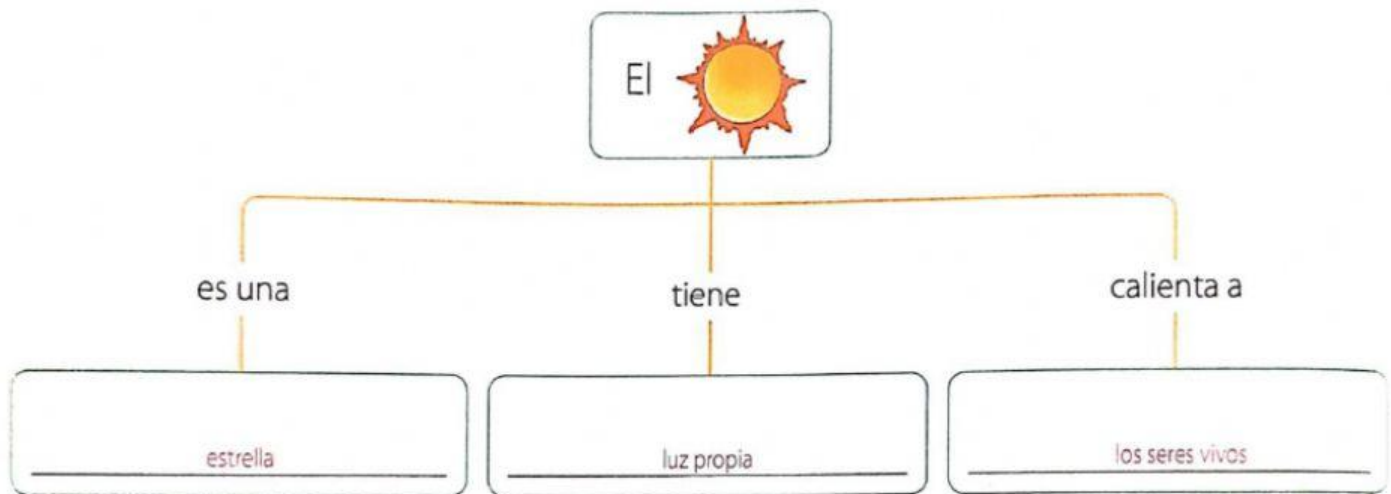 El
es una
tiene
calienta a
estrella
luz propia
los seres vivos